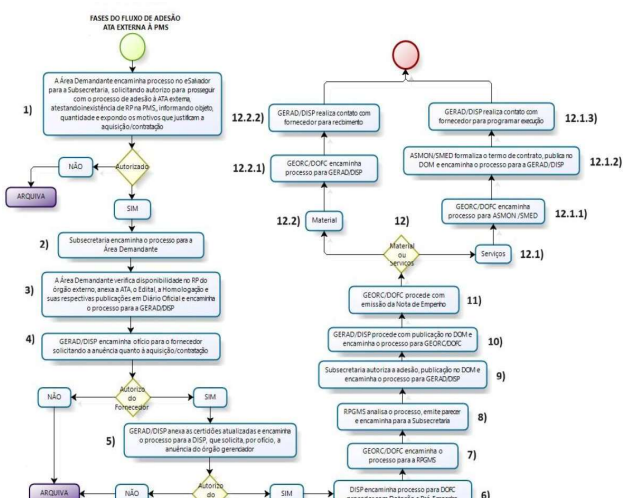 FASES DO FLUXO DE ADESÃO
ATA EXTERNA À PMS
1)
A Área Demandante encaminha processo no eSalvador
para a Subsecretaria, solicitando autorizo para prosseguir
com o processo de adesão à ATA externa,
atestando inexistência de RP na PMS, informando objeto,
quantidade e expondo os motivos que justificam a
aquisição/contratação
Autorizado
NÃO
ARQUIVA
SIM
2)
Subsecretaria encaminha o processo para a
Área Demandante
3)
A Área Demandante verifica disponibilidade no RP do
órgão externo, anexa a ATA, o Edital, a Homologação e
suas respectivas publicações em Diário Oficial e encaminha
o processo para a GERAD/DISP
4)
GERAD/DISP encaminha ofício para o fornecedor
solicitando a anuência quanto à aquisição/contratação
Autorizo
do
Fornecedor
NÃO
SIM
5)
GERAD/DISP anexa as certidões atualizadas e encaminha
o processo para a DISP, que solicita, por ofício, a
anuência do órgão gerenciador
Autorizo
do
NÃO
ARQUIVA
SIM
DISP encaminha processo para DOFC
6)
GEORC/DOFC encaminha o
processo para a RPGMS
7)
RPGMS analisa o processo, emite parecer
e encaminha para a Subsecretaria
8)
Subsecretaria autoriza a adesão, publicação no DOM e
encaminha o processo para GERAD/DISP
9)
GERAD/DISP procede com publicação no DOM e
encaminha o processo para GEORC/DOFC
10)
GEORC/DOFC procede com
emissão da Nota de Empenho
11)
12)
Material
ou
Serviços
12.1)
Serviços
12.1.1)
GEORC/DOFC encaminha
processo para ASMON /SMED
12.1.2)
ASMON/SMED formaliza o termo de contrato, publica no
DOM e encaminha o processo para a GERAD/DISP
12.1.3)
GERAD/DISP realiza contato com
fornecedor para programar execução
12.2)
Material
12.2.1)
GEORC/DOFC encaminha
processo para GERAD/DISP
12.2.2)
GERAD/DISP realiza contato com
fornecedor para recbimento